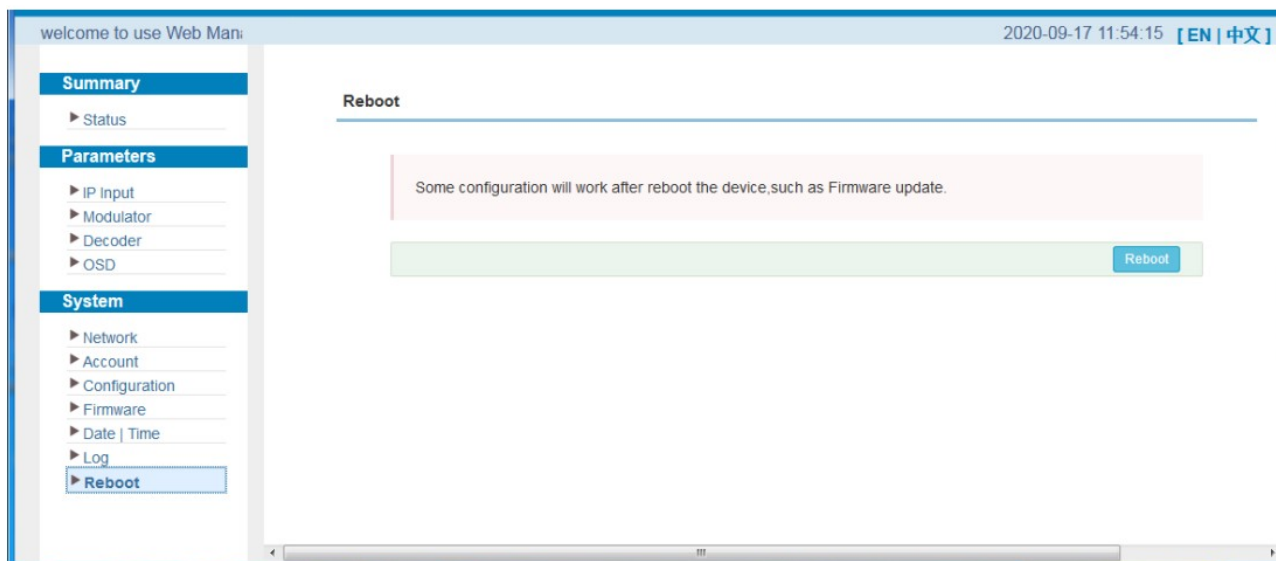 welcome to use Web Man
2020-09-17 11:54:15 [ EN | 中文 ]
Summary
Status
Parameters
IP Input
Modulator
Decoder
OSD
System
Network
Account
Configuration
Firmware
Date | Time
Log
Reboot
Reboot
Some configuration will work after reboot the device,such as Firmware update.
Reboot